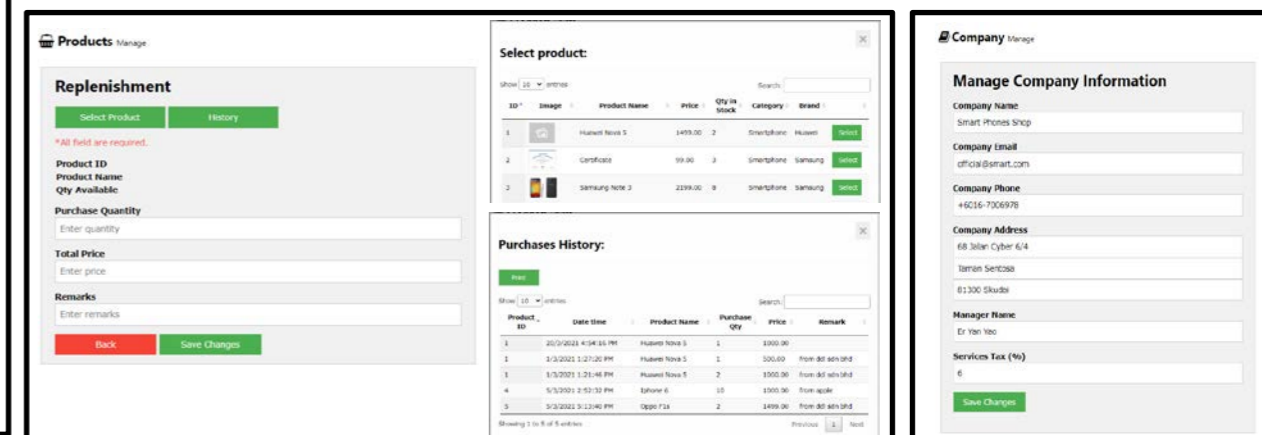 Products Manage
Replenishment
Select Product History
*All field are required.
Product ID
Product Name
Qty Available
Purchase Quantity
Enter quantity
Total Price
Enter price
Remarks
Enter remarks
Back Save Changes
×
Select product:
Show 10 entries Search:
ID Image Product Name Price Qty in Stock Category Brand
1 Huawei Nova 5 1499.00 2 Smartphone Huawei Select
2 Certificate 99.00 3 Smartphone Samsung Select
3 Samsung Note 3 2199.00 8 Smartphone Samsung Select
×
Purchases History:
Print
Show 10 entries Search:
Product ID Date time Product Name Purchase Qty Price Remark
1 20/3/2021 4:54:16 PM Huawei Nova 5 1 1000.00
1 1/3/2021 1:27:20 PM Huawei Nova 5 1 500.00 from dcl sdn bhd
1 1/3/2021 1:21:46 PM Huawei Nova 5 2 1000.00 from dcl sdn bhd
4 5/3/2021 2:52:32 PM Iphone 6 10 1000.00 from apple
5 5/3/2021 5:13:40 PM Oppo F1s 2 1499.00 from dcl sdn bhd
Showing 1 to 5 of 5 entries Previous 1 Next
Company Manage
Manage Company Information
Company Name
Smart Phones Shop
Company Email
official@smart.com
Company Phone
+6016-7006978
Company Address
68 Jalan Cyber 6/4
Taman Sentosa
81300 Skudai
Manager Name
Er Yan Yao
Services Tax (%)
6
Save Changes